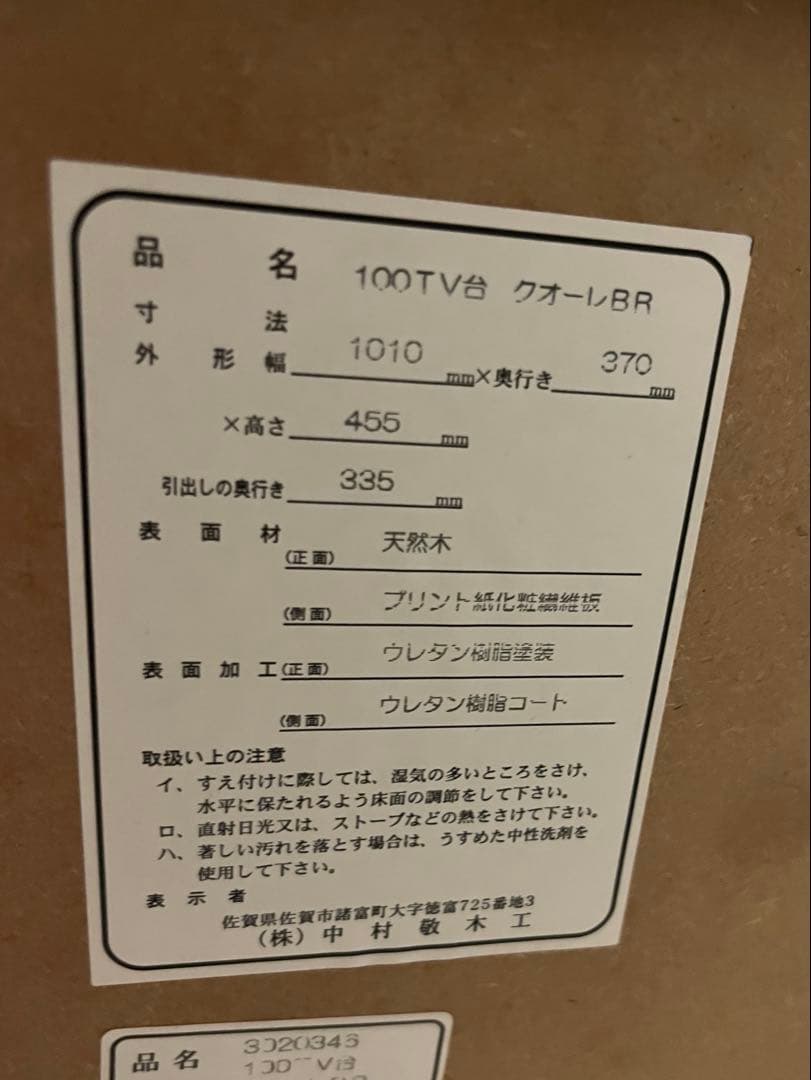 品名 100TV台 クオーレBR
寸法
外形幅 1010 mm×奥行き 370 mm
×高さ 455 mm
引出しの奥行き 335 mm
表面材 (正面) 天然木
(側面) プリント紙化粧繊維板
表面加工 (正面) ウレタン樹脂塗装
(側面) ウレタン樹脂コート
取扱い上の注意
イ、すえ付けに際しては、湿気の多いところをさけ、
水平に保たれるよう床面の調節をして下さい。
ロ、直射日光又は、ストーブなどの熱をさけて下さい。
ハ、著しい汚れを落とす場合は、うすめた中性洗剤を
使用して下さい。
表示者
佐賀県佐賀市諸富町大字徳富725番地3
(株)中村敬木工
品名 3020346
100TV台